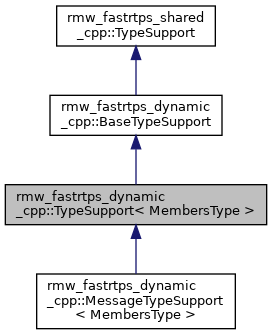 rmw_fastrtps_shared
_cpp::TypeSupport
rmw_fastrtps_dynamic
_cpp::BaseTypeSupport
rmw_fastrtps_dynamic
_cpp::TypeSupport< MembersType >
rmw_fastrtps_dynamic
_cpp::MessageTypeSupport
< MembersType >